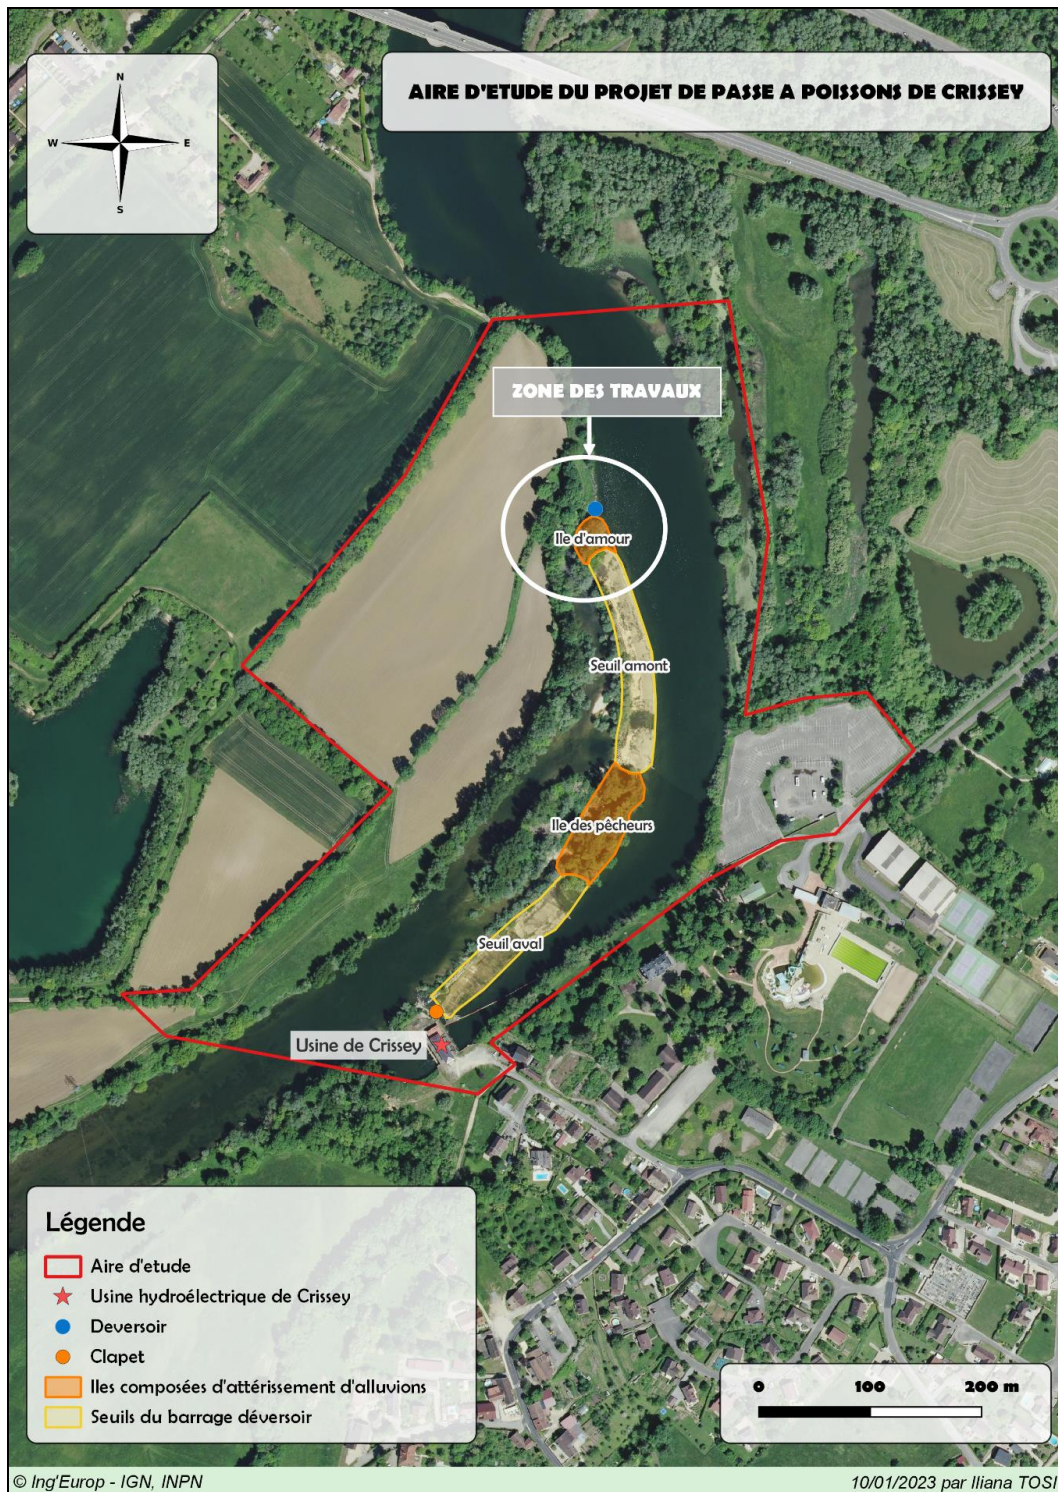 N
W E
S
AIRE D'ETUDE DU PROJET DE PASSE A POISSONS DE CRISSEY
ZONE DES TRAVAUX
Ile d'amour
Seuil amont
Ile des pêcheurs
Seuil aval
Usine de Crissey
Légende
Aire d'etude
Usine hydroélectrique de Crissey
Deversoir
Clapet
Iles composées d'attérissement d'alluvions
Seuils du barrage déversoir
0 100 200 m
© Ing'Europ - IGN, INPN
10/01/2023 par Iliana TOSI